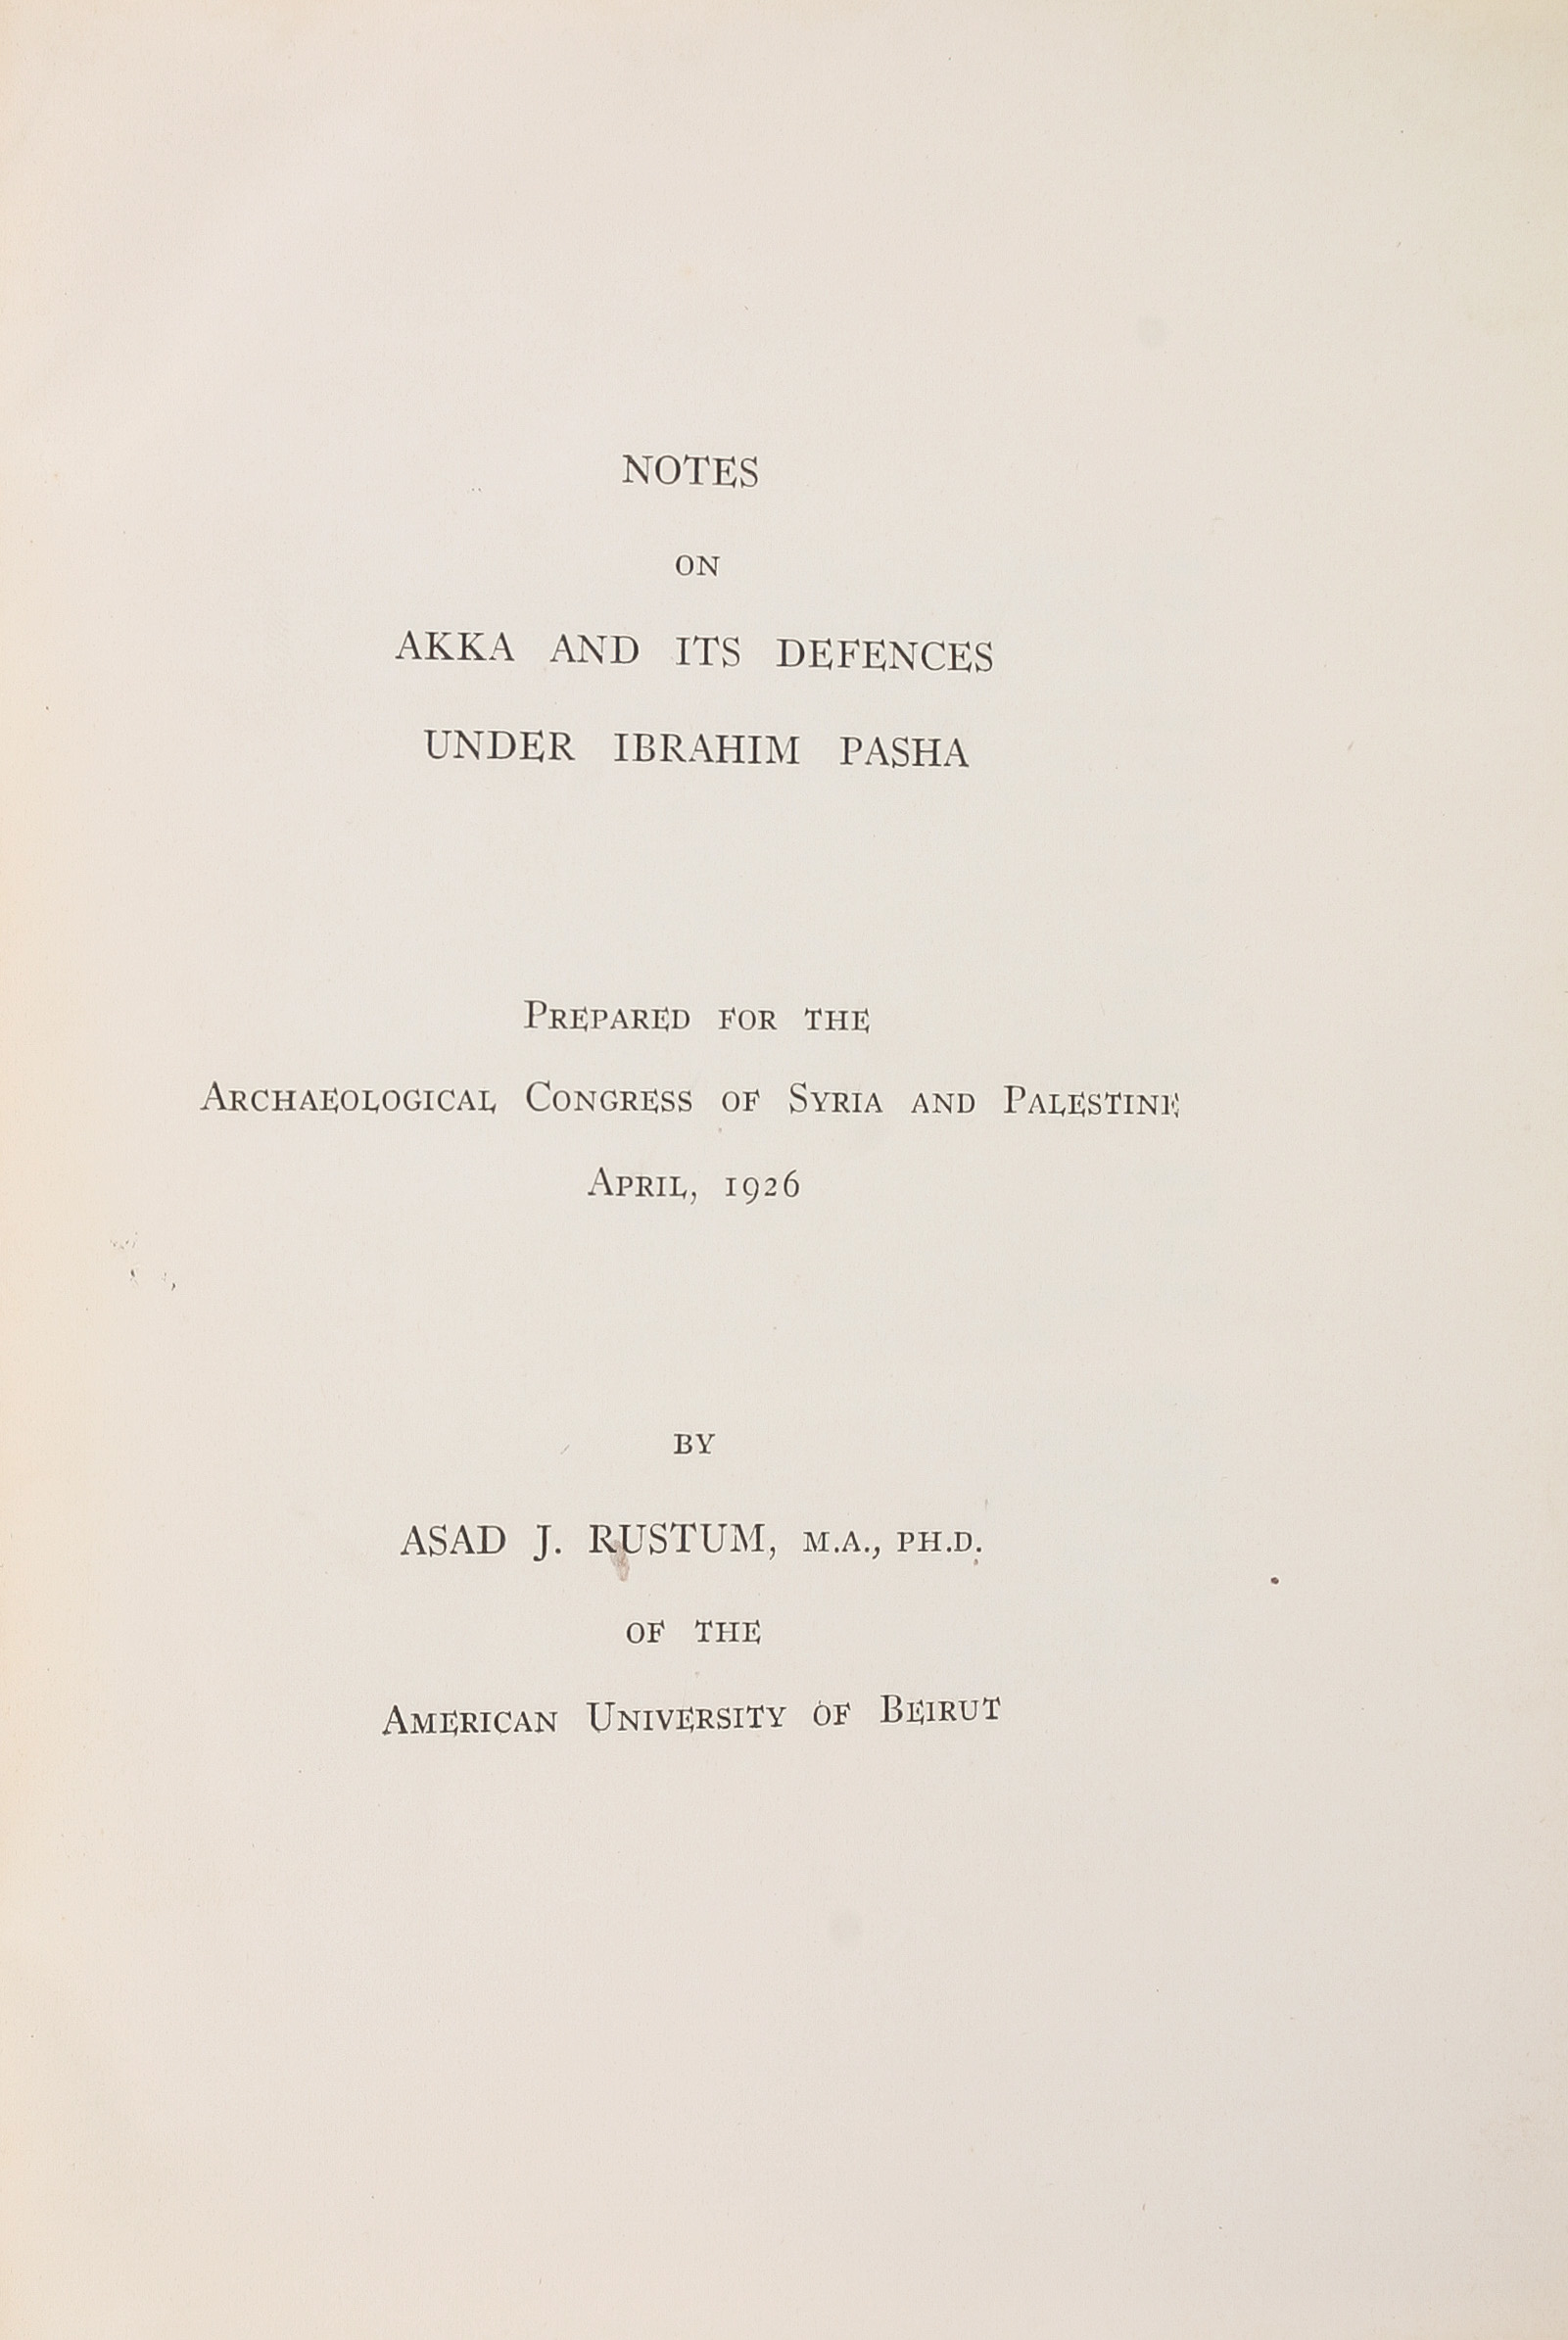 NOTES
ON
AKKA AND ITS DEFENCES
UNDER IBRAHIM PASHA
PREPARED FOR THE
ARCHAEOLOGICAL CONGRESS OF SYRIA AND PALESTINE
APRIL, 1926
BY
ASAD J. RUSTUM, M.A., PH.D.
OF THE
AMERICAN UNIVERSITY OF BEIRUT